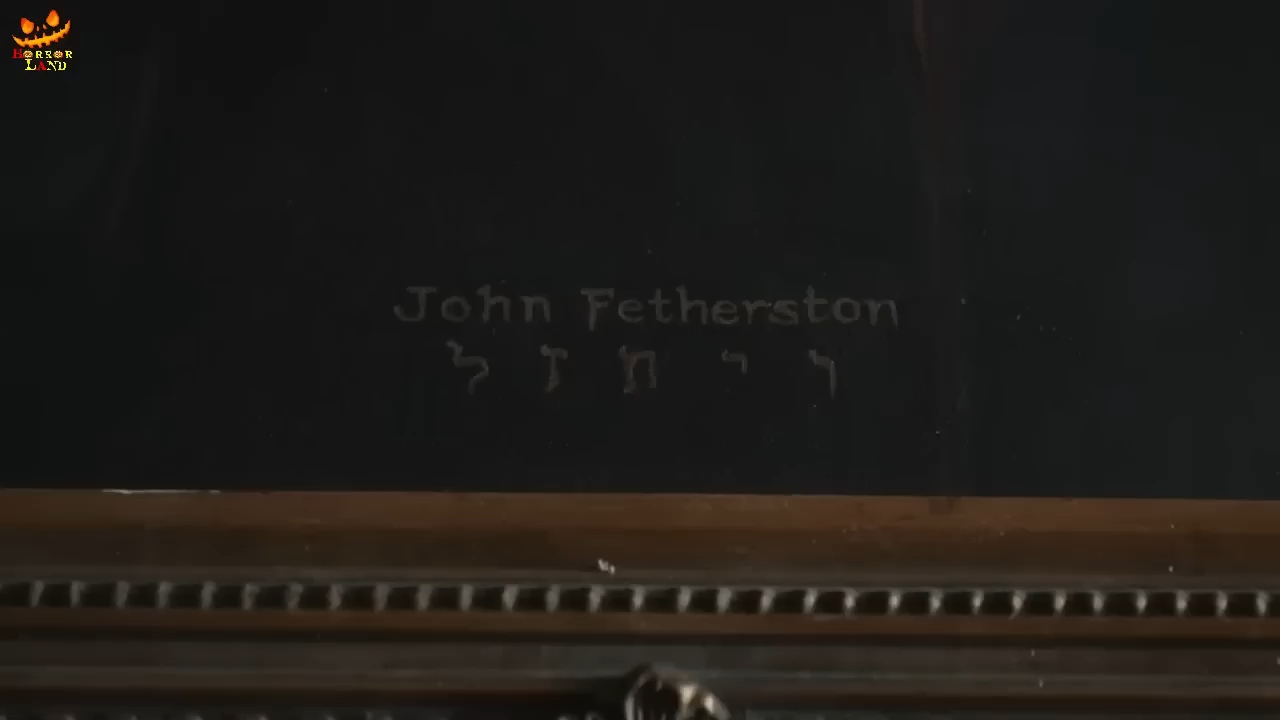 HORROR
LAND
John Fetherston
ל ז ת י ו